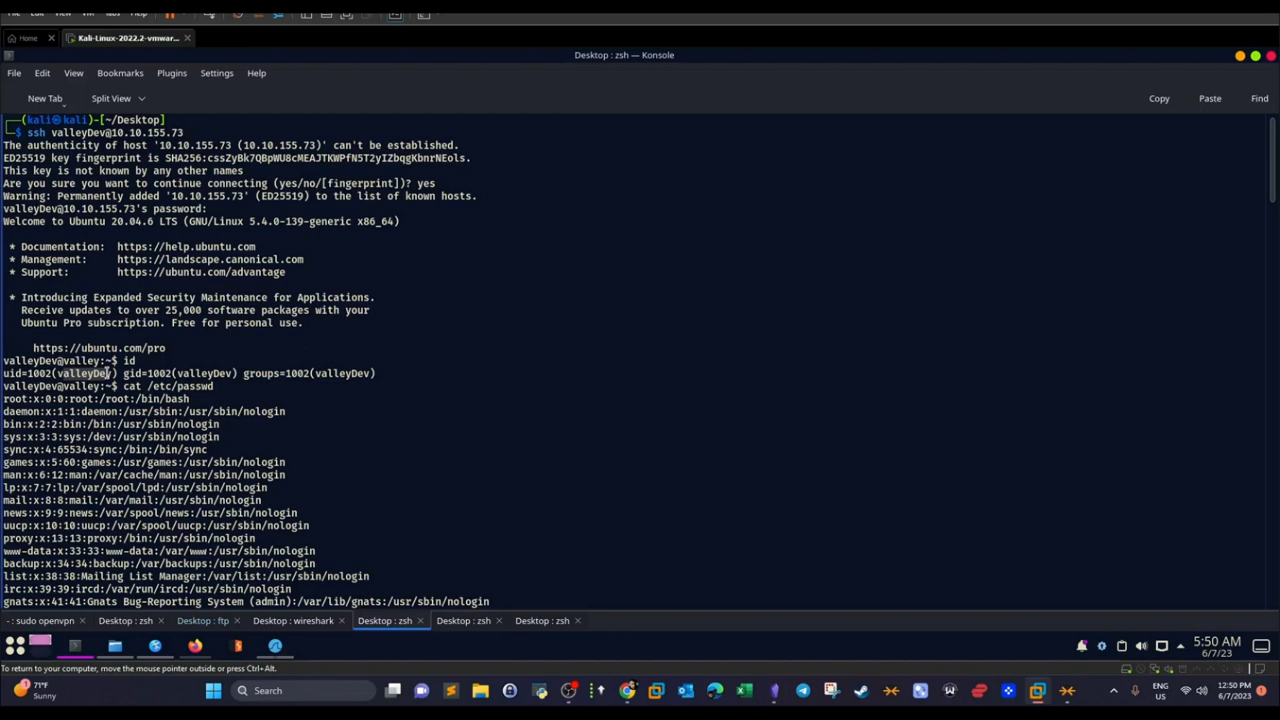 File Edit View
Home Kali-Linux-2022.2-vmwar...
Desktop : zsh — Konsole
File Edit View Bookmarks Plugins Settings Help
New Tab Split View Copy Paste Find
┌──(kali㉿kali)-[~/Desktop]
└─$ ssh valleyDev@10.10.155.73
The authenticity of host '10.10.155.73 (10.10.155.73)' can't be established.
ED25519 key fingerprint is SHA256:cssZyBk7QBpWU8cMEAJTKWPfN5T2yIZbqgKbnrNEols.
This key is not known by any other names
Are you sure you want to continue connecting (yes/no/[fingerprint])? yes
Warning: Permanently added '10.10.155.73' (ED25519) to the list of known hosts.
valleyDev@10.10.155.73's password:
Welcome to Ubuntu 20.04.6 LTS (GNU/Linux 5.4.0-139-generic x86_64)
* Documentation: https://help.ubuntu.com
* Management: https://landscape.canonical.com
* Support: https://ubuntu.com/advantage
* Introducing Expanded Security Maintenance for Applications.
Receive updates to over 25,000 software packages with your
Ubuntu Pro subscription. Free for personal use.
https://ubuntu.com/pro
valleyDev@valley:~$ id
uid=1002(valleyDev) gid=1002(valleyDev) groups=1002(valleyDev)
valleyDev@valley:~$ cat /etc/passwd
root:x:0:0:root:/root:/bin/bash
daemon:x:1:1:daemon:/usr/sbin:/usr/sbin/nologin
bin:x:2:2:bin:/bin:/usr/sbin/nologin
sys:x:3:3:sys:/dev:/usr/sbin/nologin
sync:x:4:65534:sync:/bin:/bin/sync
games:x:5:60:games:/usr/games:/usr/sbin/nologin
man:x:6:12:man:/var/cache/man:/usr/sbin/nologin
lp:x:7:7:lp:/var/spool/lpd:/usr/sbin/nologin
mail:x:8:8:mail:/var/mail:/usr/sbin/nologin
news:x:9:9:news:/var/spool/news:/usr/sbin/nologin
uucp:x:10:10:uucp:/var/spool/uucp:/usr/sbin/nologin
proxy:x:13:13:proxy:/bin:/usr/sbin/nologin
www-data:x:33:33:www-data:/var/www:/usr/sbin/nologin
backup:x:34:34:backup:/var/backups:/usr/sbin/nologin
list:x:38:38:Mailing List Manager:/var/list:/usr/sbin/nologin
irc:x:39:39:ircd:/var/run/ircd:/usr/sbin/nologin
gnats:x:41:41:Gnats Bug-Reporting System (admin):/var/lib/gnats:/usr/sbin/nologin
- : sudo openvpn Desktop : zsh Desktop : ftp Desktop : wireshark Desktop : zsh Desktop : zsh Desktop : zsh
5:50 AM
6/7/23
To return to your computer, move the mouse pointer outside or press Ctrl+Alt.
71°F
Sunny
Search
ENG
US
12:50 PM
6/7/2023